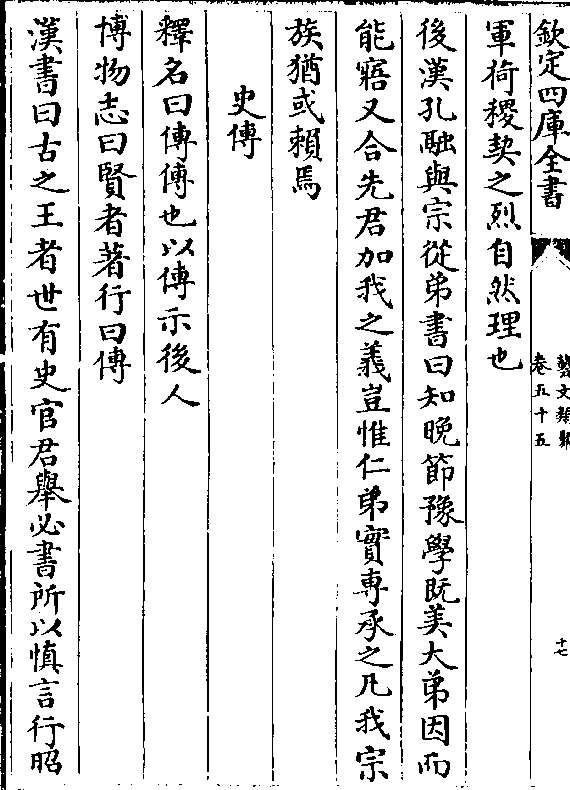 欽定四庫全書
藝文類聚
卷五十五
十七
軍倚稷契之烈自然理也
後漢孔融與宗從弟書曰知晚節豫學既美大弟因而
能寤又合先君加我之義豈惟仁弟實專承之凡我宗
族猶或賴焉
史傳
釋名曰傳傳也以傳示後人
博物志曰賢者著行曰傳
漢書曰古之王者世有史官君舉必書所以慎言行昭